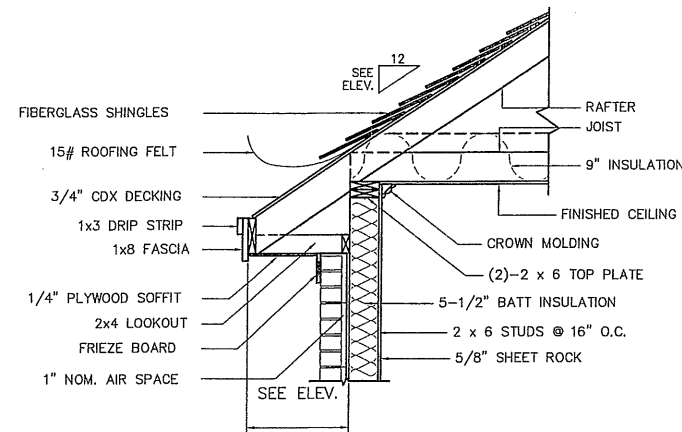 12
SEE
ELEV.
FIBERGLASS SHINGLES
15# ROOFING FELT
3/4" CDX DECKING
1x3 DRIP STRIP
1x8 FASCIA
1/4" PLYWOOD SOFFIT
2x4 LOOKOUT
FRIEZE BOARD
1" NOM. AIR SPACE
SEE ELEV.
RAFTER
JOIST
9" INSULATION
FINISHED CEILING
CROWN MOLDING
(2)-2 x 6 TOP PLATE
5-1/2" BATT INSULATION
2 x 6 STUDS @ 16" O.C.
5/8" SHEET ROCK